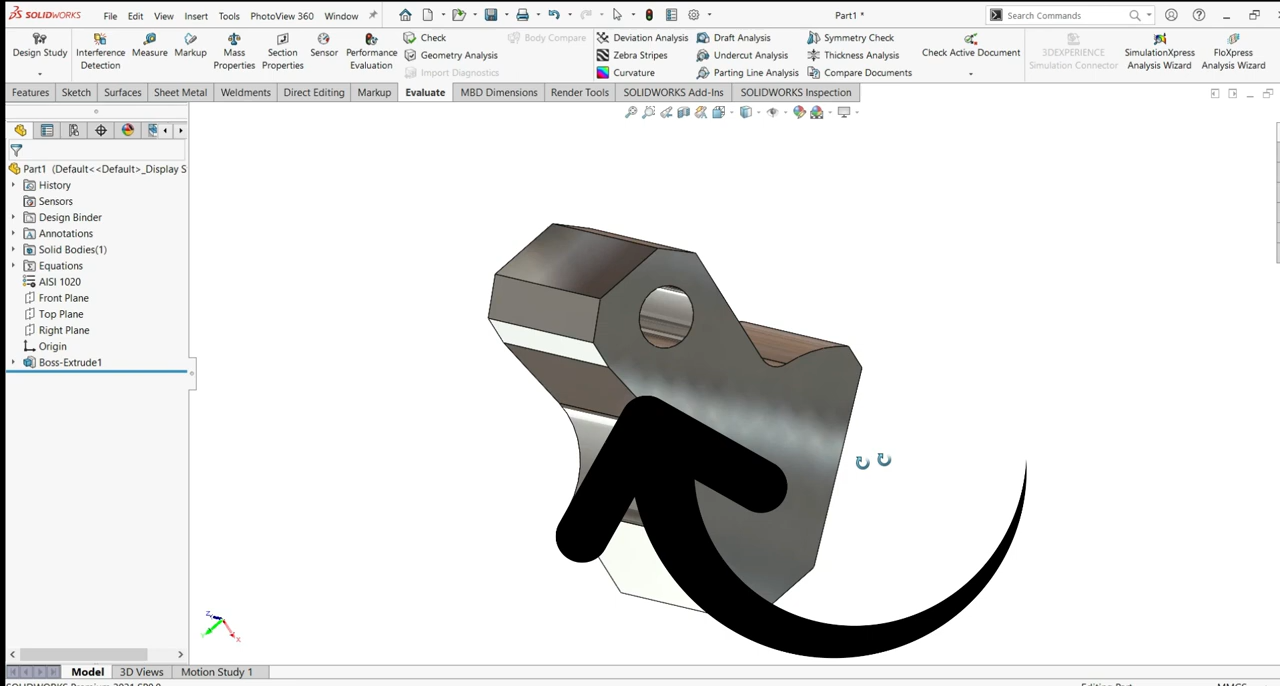 SOLIDWORKS File Edit View Insert Tools PhotoView 360 Window Part1 * Search Commands
Design Study Interference Detection Measure Markup Mass Properties Section Properties Sensor Performance Evaluation
Check
Geometry Analysis
Import Diagnostics
Body Compare
Deviation Analysis
Zebra Stripes
Curvature
Draft Analysis
Undercut Analysis
Parting Line Analysis
Symmetry Check
Thickness Analysis
Compare Documents
Check Active Document
3DEXPERIENCE Simulation Connector
SimulationXpress Analysis Wizard
FloXpress Analysis Wizard
Features Sketch Surfaces Sheet Metal Weldments Direct Editing Markup Evaluate MBD Dimensions Render Tools SOLIDWORKS Add-Ins SOLIDWORKS Inspection
Part1 (Default<<Default>_Display S
History
Sensors
Design Binder
Annotations
Solid Bodies(1)
Equations
AISI 1020
Front Plane
Top Plane
Right Plane
Origin
Boss-Extrude1
Model 3D Views Motion Study 1